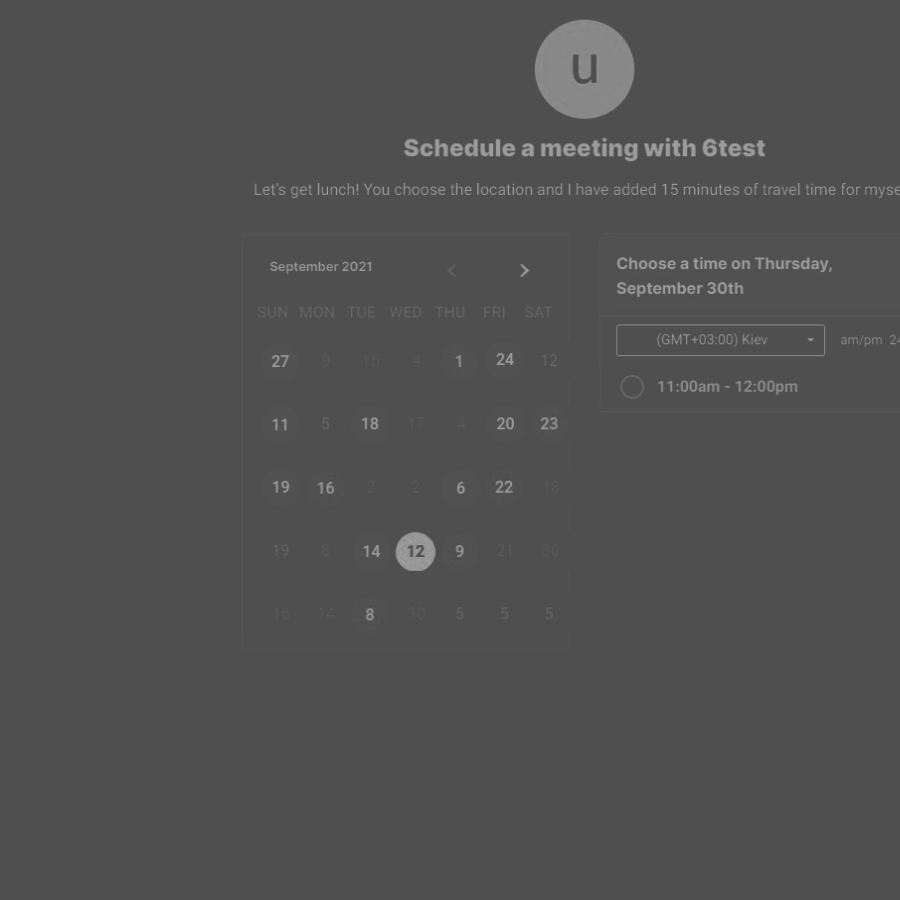 u
Schedule a meeting with 6test
Let's get lunch! You choose the location and I have added 15 minutes of travel time for myse
September 2021
SUN MON TUE WED THU FRI SAT
27 9 16 4 1 24 12
11 5 18 17 4 20 23
19 16 2 2 6 22 18
19 8 14 12 9 21 30
16 14 8 30 5 5 5
Choose a time on Thursday,
September 30th
(GMT+03:00) Kiev am/pm 24
11:00am - 12:00pm